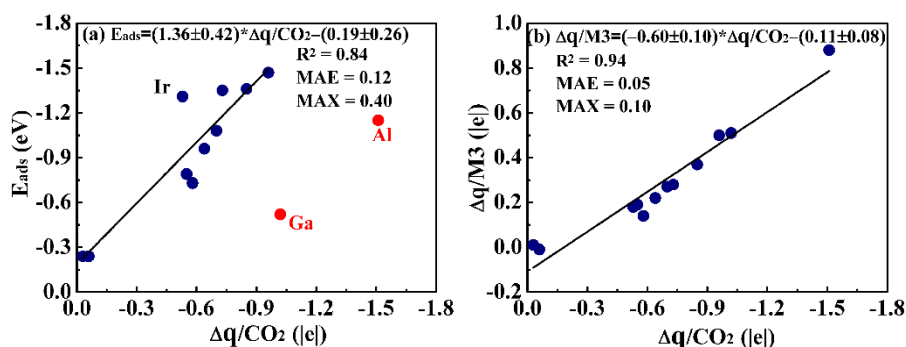 (a) E_ads=(1.36±0.42)*Δq/CO₂−(0.19±0.26)
R² = 0.84
MAE = 0.12
MAX = 0.40
Ir
Al
Ga
E_ads (eV)
-1.8
-1.5
-1.2
-0.9
-0.6
-0.3
0.0
0.0 -0.3 -0.6 -0.9 -1.2 -1.5 -1.8
Δq/CO₂ (|e|)
(b) Δq/M3=(−0.60±0.10)*Δq/CO₂−(0.11±0.08)
R² = 0.94
MAE = 0.05
MAX = 0.10
Δq/M3 (|e|)
1.0
0.8
0.6
0.4
0.2
0.0
-0.2
0.0 -0.3 -0.6 -0.9 -1.2 -1.5 -1.8
Δq/CO₂ (|e|)